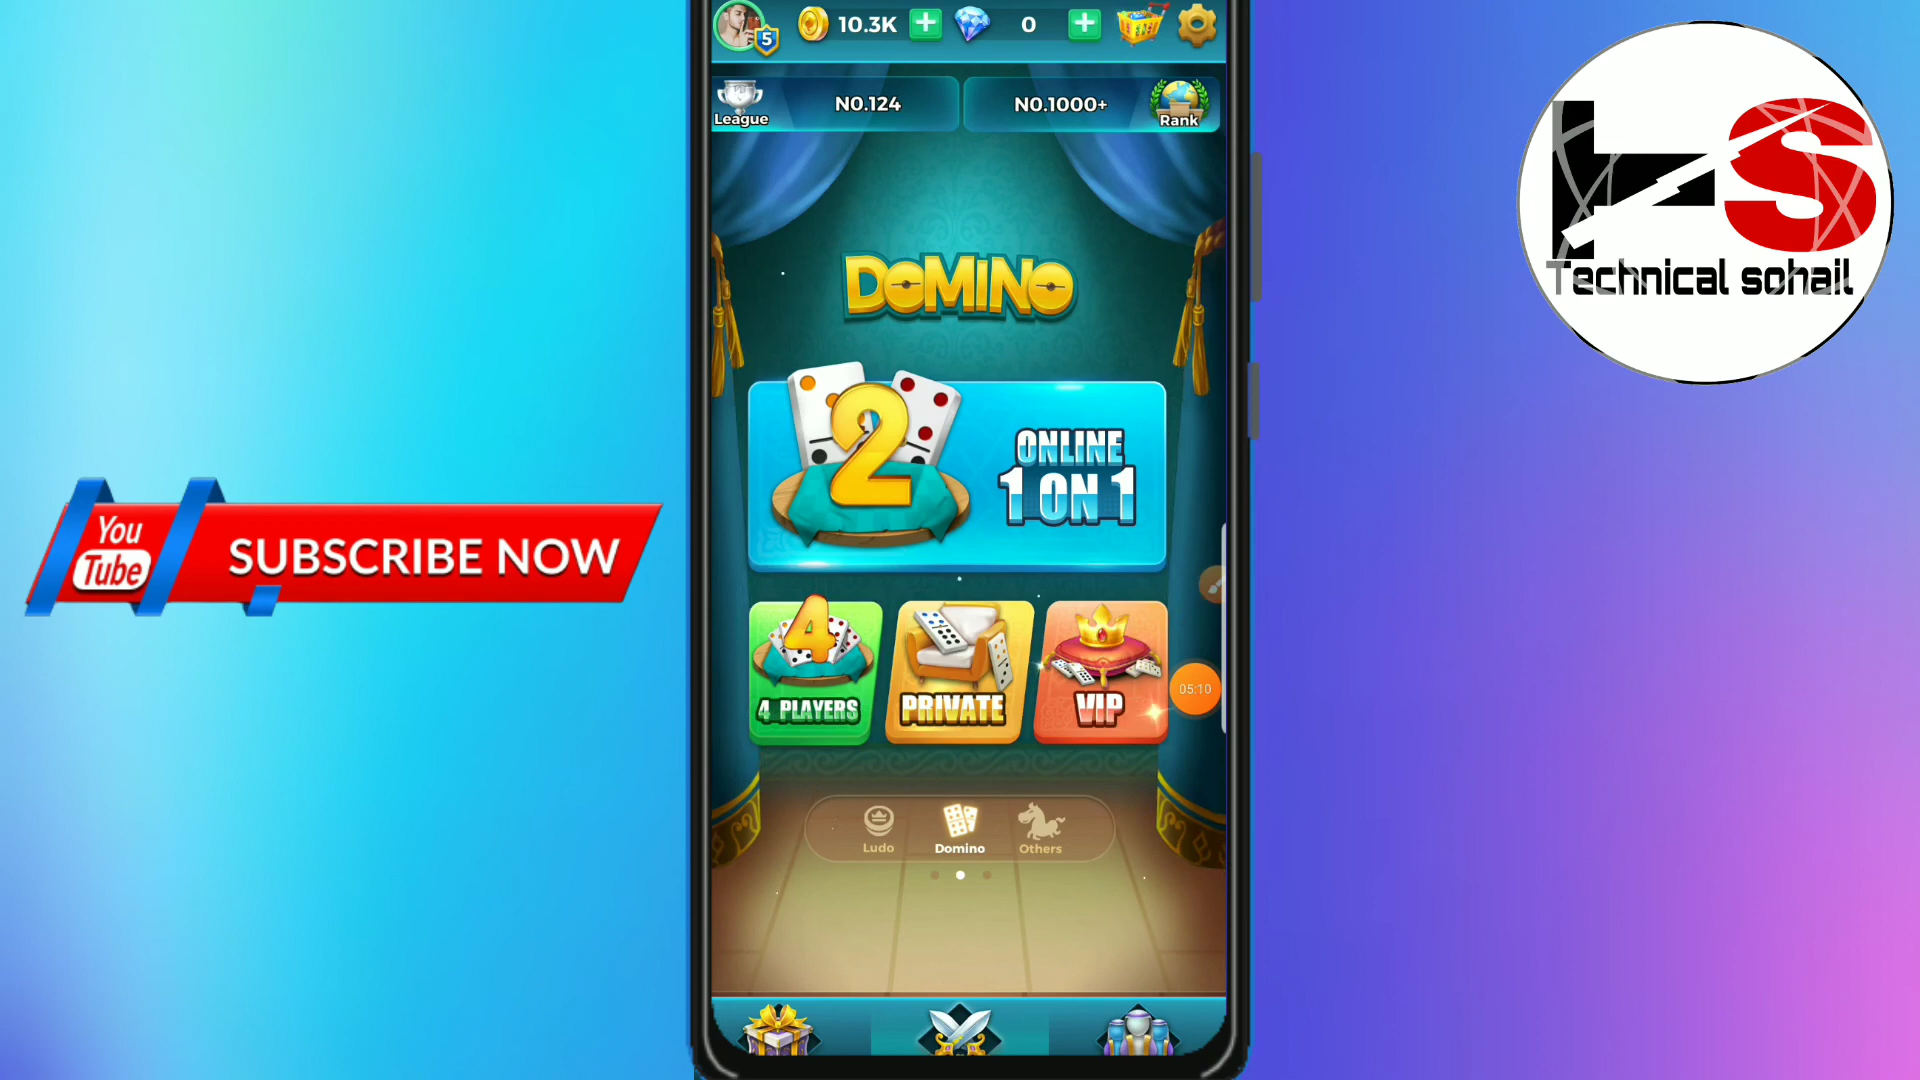 5
10.3K
0
League
NO.124
NO.1000+
Rank
DOMINO
2
ONLINE
1 ON 1
4
4 PLAYERS
PRIVATE
VIP
05:10
Ludo
Domino
Others
You
Tube
SUBSCRIBE NOW
S
Technical sohail